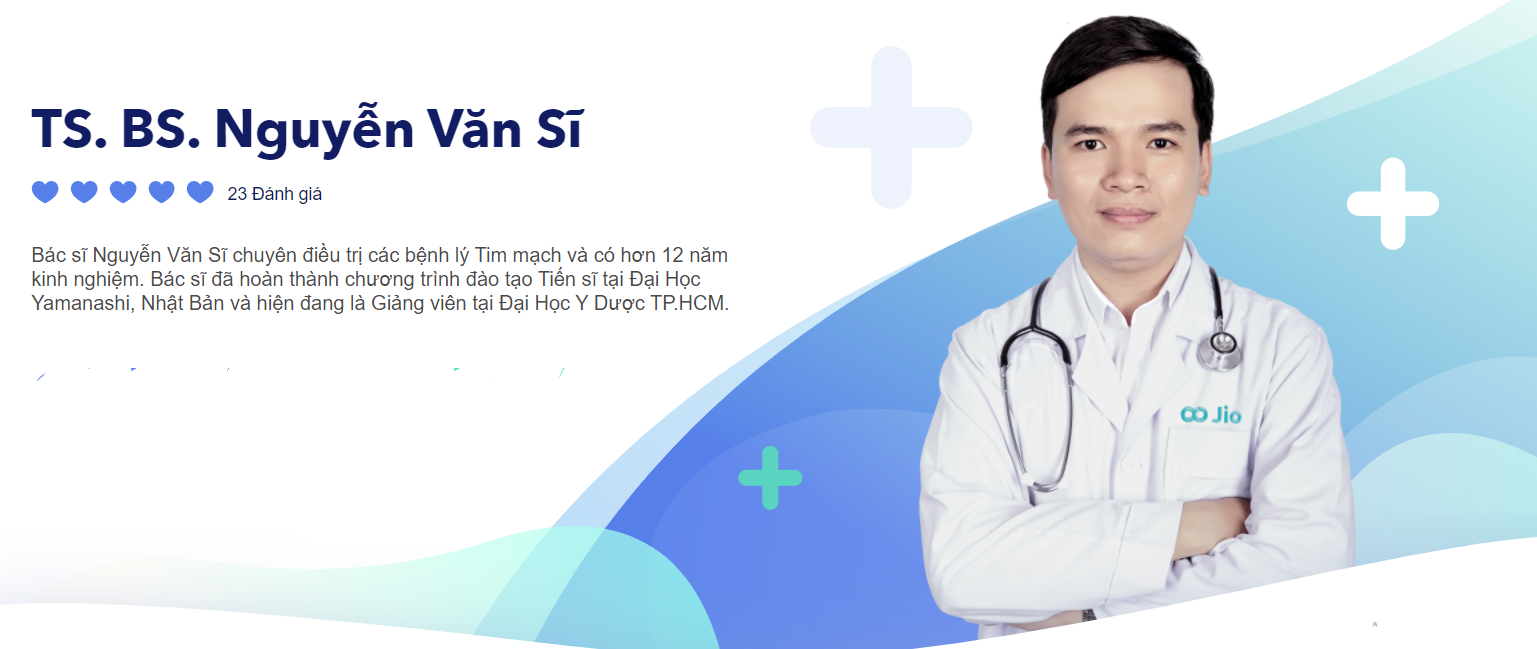 TS. BS. Nguyễn Văn Sĩ
23 Đánh giá
Bác sĩ Nguyễn Văn Sĩ chuyên điều trị các bệnh lý Tim mạch và có hơn 12 năm
kinh nghiệm. Bác sĩ đã hoàn thành chương trình đào tạo Tiến sĩ tại Đại Học
Yamanashi, Nhật Bản và hiện đang là Giảng viên tại Đại Học Y Dược TP.HCM.
Jio